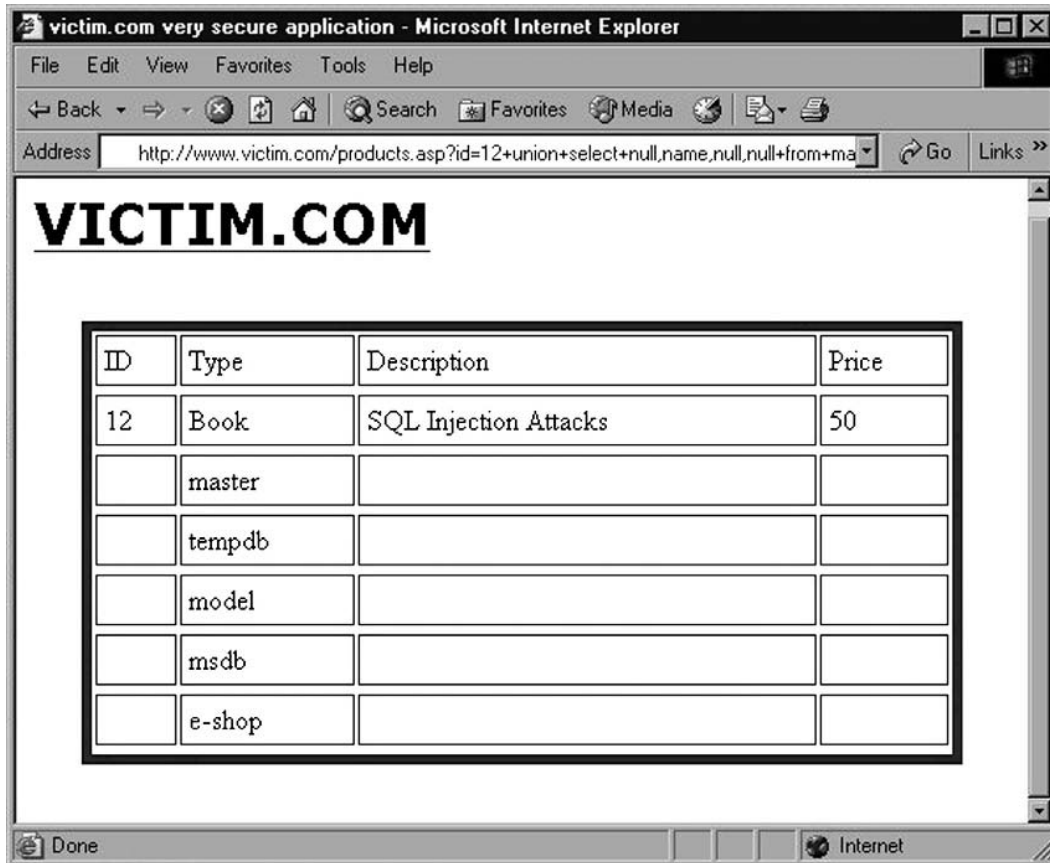 victim.com very secure application - Microsoft Internet Explorer
File Edit View Favorites Tools Help
Back Search Favorites Media
Address http://www.victim.com/products.asp?id=12+union+select+null,name,null,null+from+ma Go Links »
VICTIM.COM
ID Type Description Price
12 Book SQL Injection Attacks 50
master
tempdb
model
msdb
e-shop
Done Internet